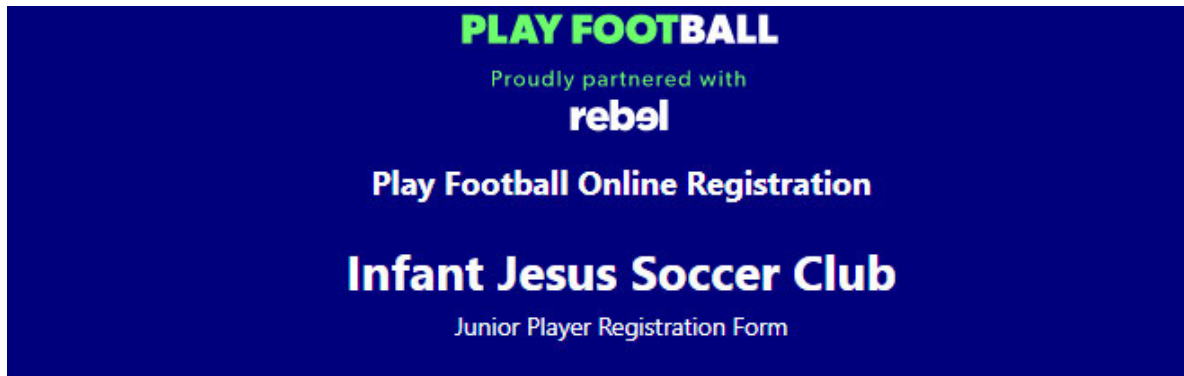 PLAY FOOTBALL
Proudly partnered with
rebel
Play Football Online Registration
Infant Jesus Soccer Club
Junior Player Registration Form